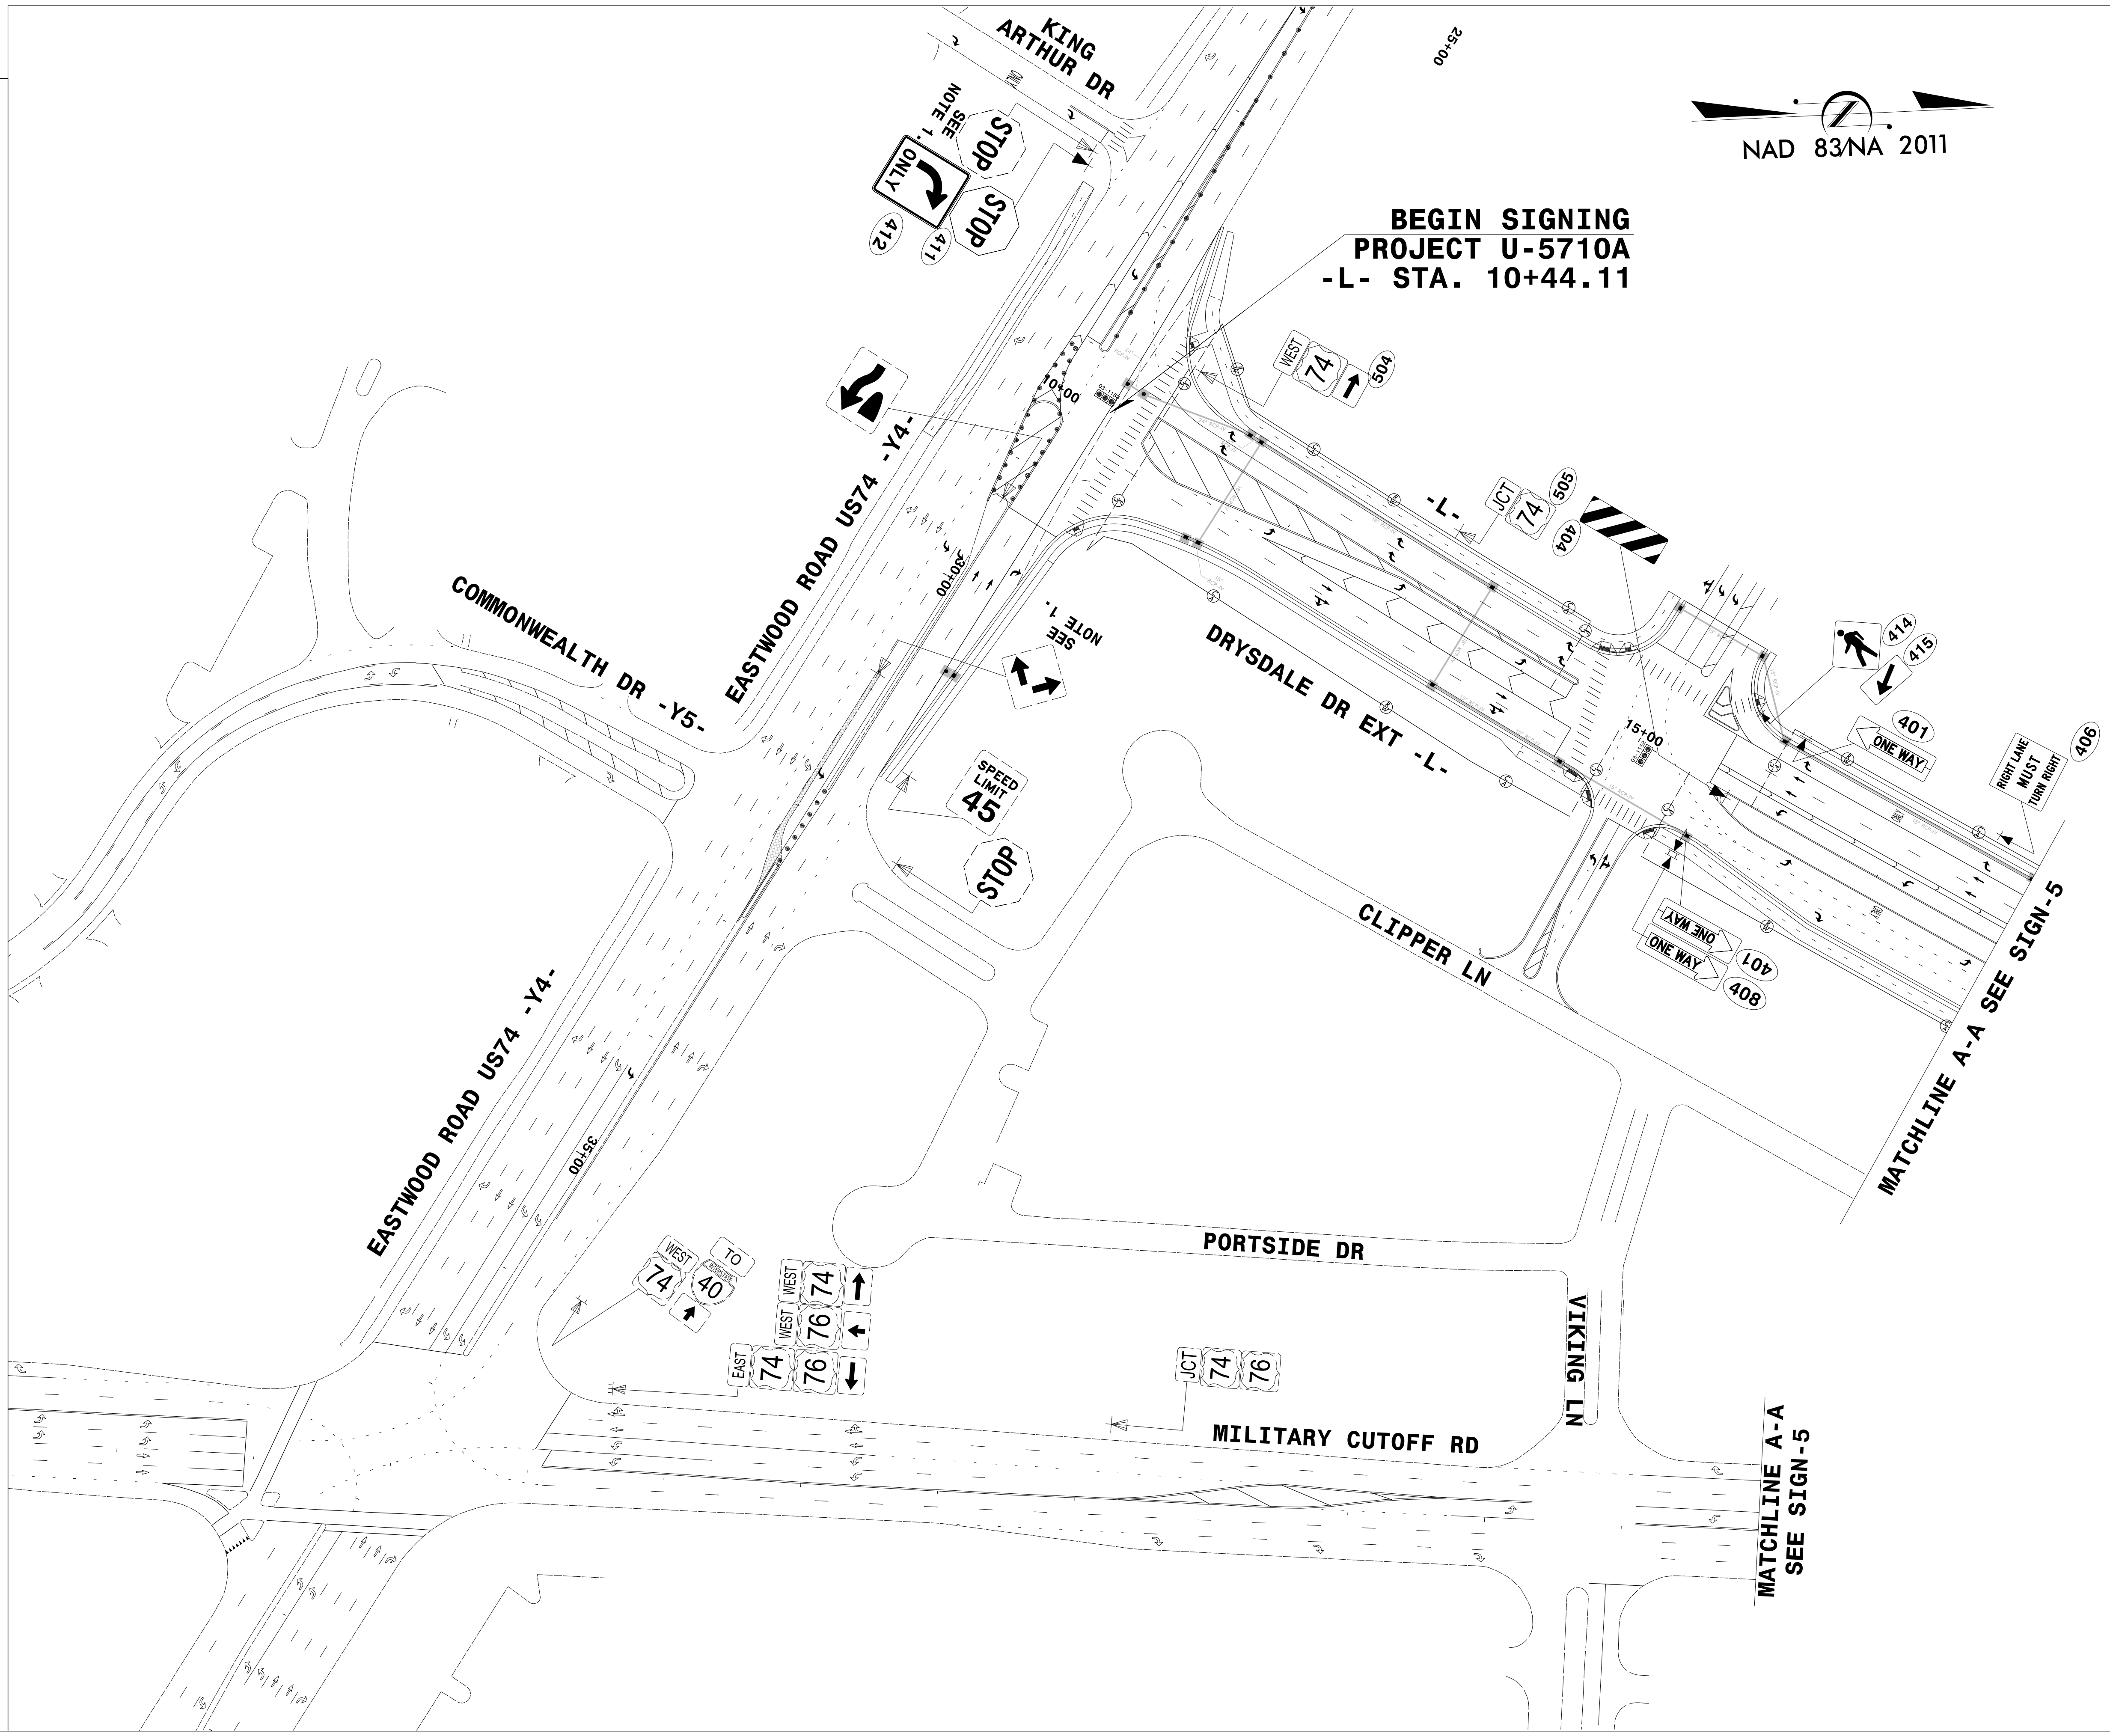 KING
ARTHUR DR
25+00
NAD 83/NA 2011
SEE
NOTE 1.
STOP
ONLY
STOP
412
411
BEGIN SIGNING
PROJECT U-5710A
-L- STA. 10+44.11
WEST
74
504
10+00
EASTWOOD ROAD US74 -Y4-
-L-
JCT
74
505
404
30+00
COMMONWEALTH DR -Y5-
SEE
NOTE 1.
DRYSDALE DR EXT -L-
414
415
15+00
401
ONE WAY
RIGHT LANE
MUST
TURN RIGHT
406
SPEED
LIMIT
45
STOP
CLIPPER LN
ONE WAY
401
ONE WAY
408
MATCHLINE A-A SEE SIGN-5
EASTWOOD ROAD US74 -Y4-
35+00
PORTSIDE DR
WEST
74
TO
INTERSTATE
40
WEST
74
WEST
76
EAST
74
76
JCT
74
76
VIKING LN
MILITARY CUTOFF RD
MATCHLINE A-A
SEE SIGN-5